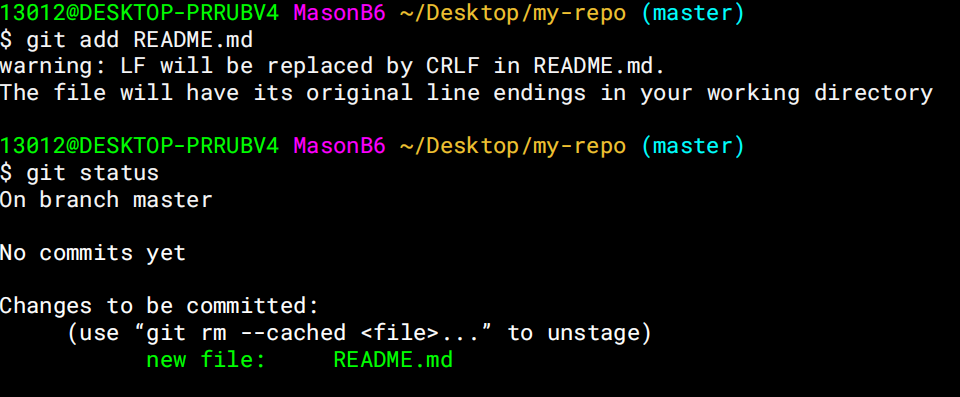 13012@DESKTOP-PRRUBV4 MasonB6 ~/Desktop/my-repo (master)
$ git add README.md
warning: LF will be replaced by CRLF in README.md.
The file will have its original line endings in your working directory
13012@DESKTOP-PRRUBV4 MasonB6 ~/Desktop/my-repo (master)
$ git status
On branch master
No commits yet
Changes to be committed:
(use “git rm --cached <file>...” to unstage)
new file: README.md